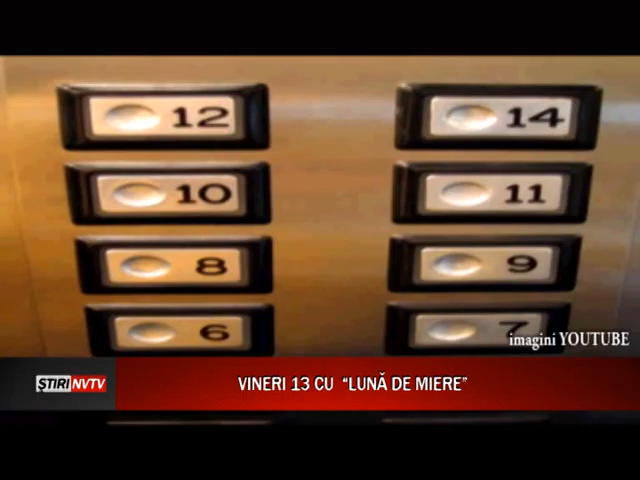 12 14
10 11
8 9
6 7
imagini YOUTUBE
ȘTIRI NVTV
VINERI 13 CU “LUNĂ DE MIERE”